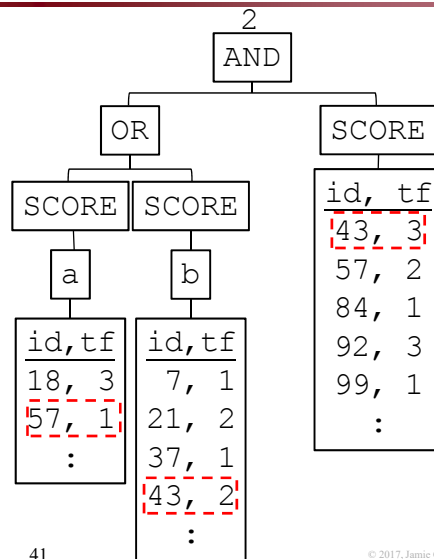 2
AND
OR
SCORE
SCORE
SCORE
a
b
id, tf
43, 3
57, 2
84, 1
92, 3
99, 1
:
id,tf
18, 3
57, 1
:
id,tf
7, 1
21, 2
37, 1
43, 2
:
41
© 2017, Jamie